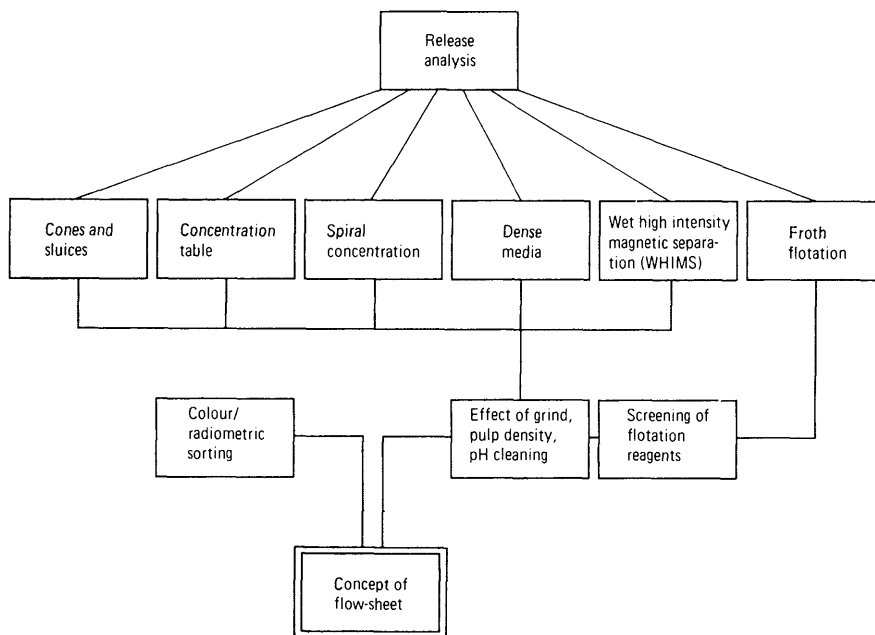 Release
analysis
Cones and
sluices
Concentration
table
Spiral
concentration
Dense
media
Wet high intensity
magnetic separa-
tion (WHIMS)
Froth
flotation
Colour/
radiometric
sorting
Effect of grind,
pulp density,
pH cleaning
Screening of
flotation
reagents
Concept of
flow-sheet